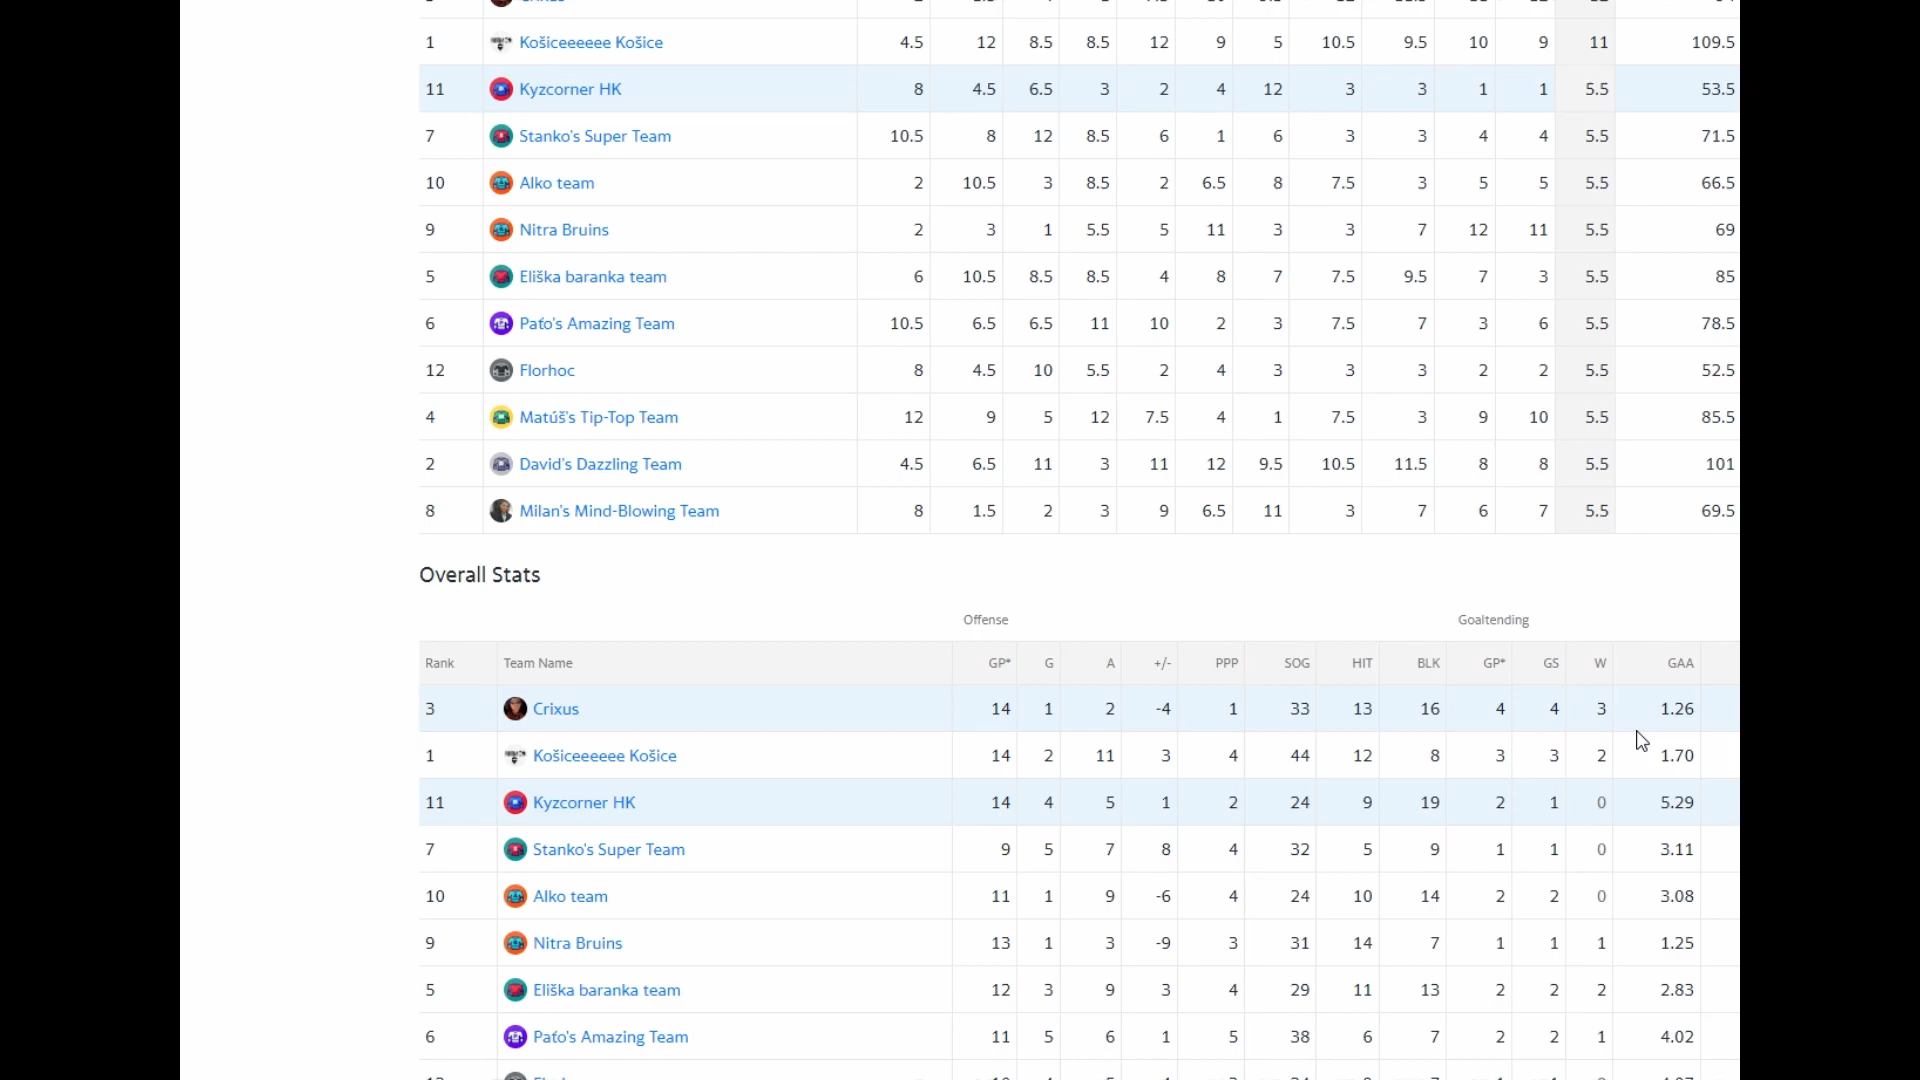 1 Košiceeeeee Košice 4.5 12 8.5 8.5 12 9 5 10.5 9.5 10 9 11 109.5
11 Kyzcorner HK 8 4.5 6.5 3 2 4 12 3 3 1 1 5.5 53.5
7 Stanko's Super Team 10.5 8 12 8.5 6 1 6 3 3 4 4 5.5 71.5
10 Alko team 2 10.5 3 8.5 2 6.5 8 7.5 3 5 5 5.5 66.5
9 Nitra Bruins 2 3 1 5.5 5 11 3 3 7 12 11 5.5 69
5 Eliška baranka team 6 10.5 8.5 8.5 4 8 7 7.5 9.5 7 3 5.5 85
6 Paťo's Amazing Team 10.5 6.5 6.5 11 10 2 3 7.5 7 3 6 5.5 78.5
12 Florhoc 8 4.5 10 5.5 2 4 3 3 3 2 2 5.5 52.5
4 Matúš's Tip-Top Team 12 9 5 12 7.5 4 1 7.5 3 9 10 5.5 85.5
2 David's Dazzling Team 4.5 6.5 11 3 11 12 9.5 10.5 11.5 8 8 5.5 101
8 Milan's Mind-Blowing Team 8 1.5 2 3 9 6.5 11 3 7 6 7 5.5 69.5
Overall Stats
Offense Goaltending
Rank Team Name GP* G A +/- PPP SOG HIT BLK GP* GS W GAA
3 Crixus 14 1 2 -4 1 33 13 16 4 4 3 1.26
1 Košiceeeeee Košice 14 2 11 3 4 44 12 8 3 3 2 1.70
11 Kyzcorner HK 14 4 5 1 2 24 9 19 2 1 0 5.29
7 Stanko's Super Team 9 5 7 8 4 32 5 9 1 1 0 3.11
10 Alko team 11 1 9 -6 4 24 10 14 2 2 0 3.08
9 Nitra Bruins 13 1 3 -9 3 31 14 7 1 1 1 1.25
5 Eliška baranka team 12 3 9 3 4 29 11 13 2 2 2 2.83
6 Paťo's Amazing Team 11 5 6 1 5 38 6 7 2 2 1 4.02